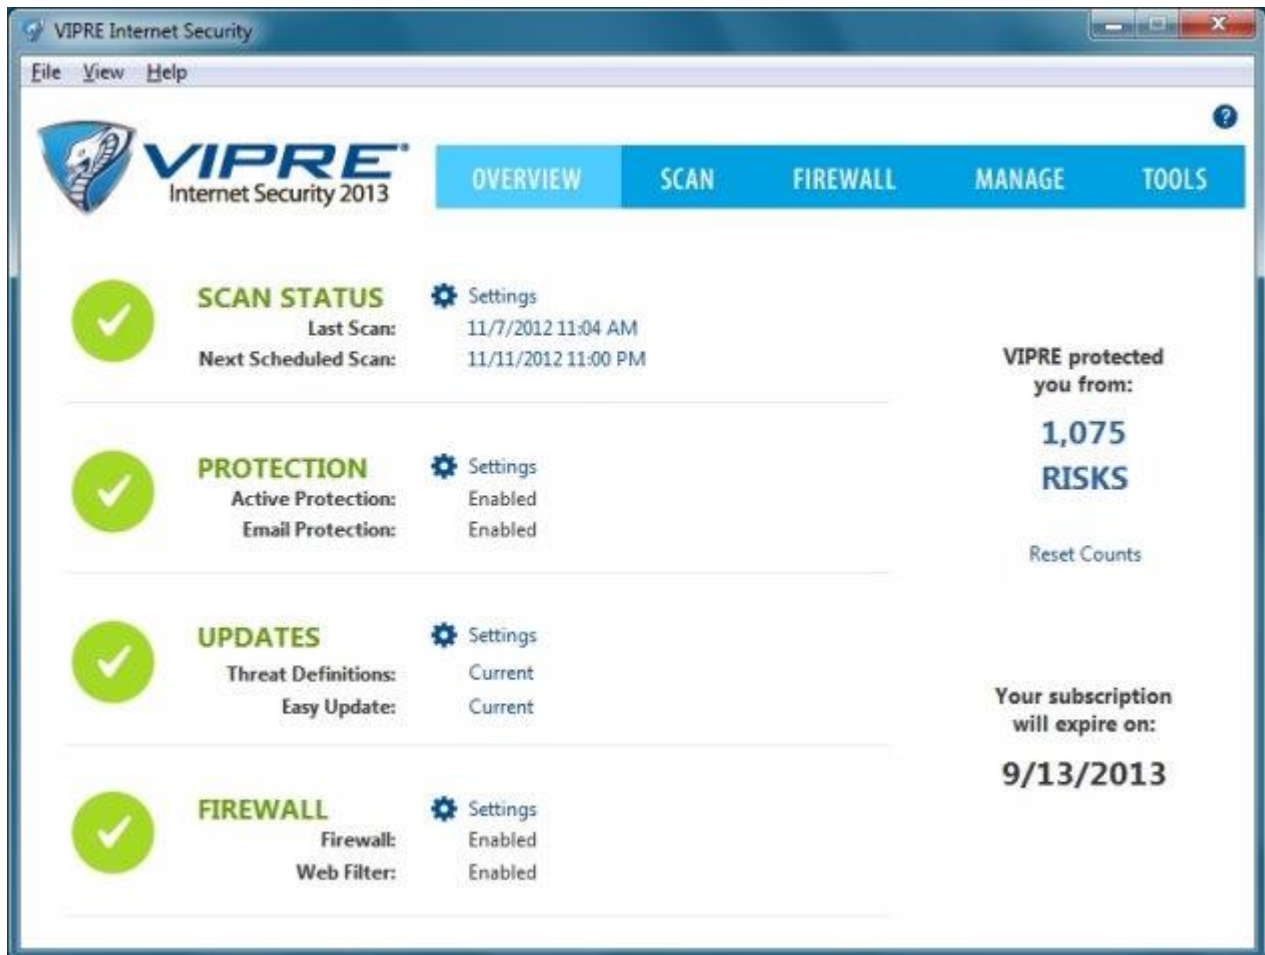 VIPRE Internet Security
File View Help
VIPRE®
Internet Security 2013
OVERVIEW SCAN FIREWALL MANAGE TOOLS
SCAN STATUS Settings
Last Scan: 11/7/2012 11:04 AM
Next Scheduled Scan: 11/11/2012 11:00 PM
PROTECTION Settings
Active Protection: Enabled
Email Protection: Enabled
UPDATES Settings
Threat Definitions: Current
Easy Update: Current
FIREWALL Settings
Firewall: Enabled
Web Filter: Enabled
VIPRE protected
you from:
1,075
RISKS
Reset Counts
Your subscription
will expire on:
9/13/2013